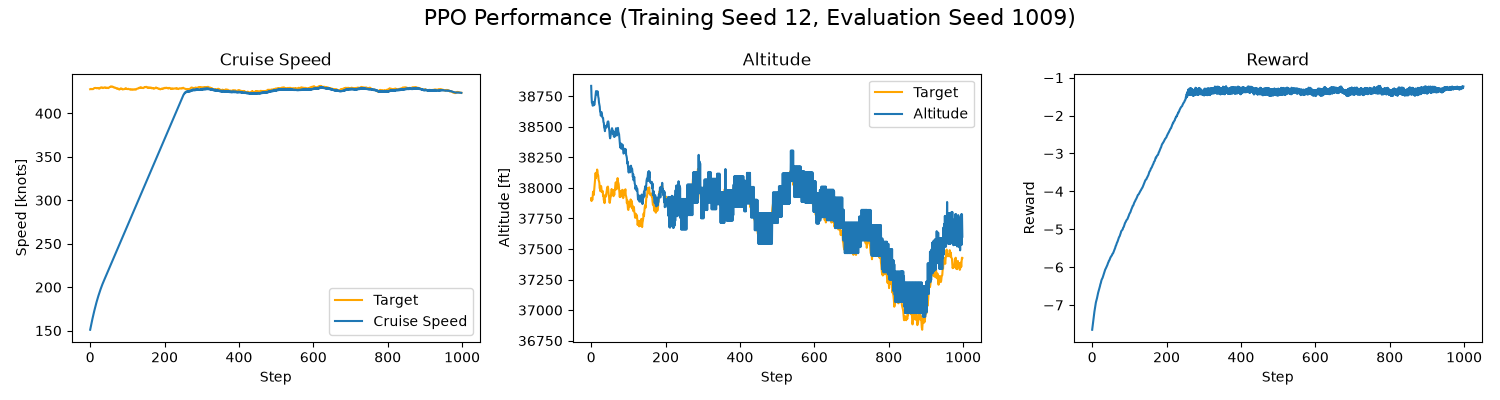 PPO Performance (Training Seed 12, Evaluation Seed 1009)
Cruise Speed
Speed [knots]
400
350
300
250
200
150
0 200 400 600 800 1000
Step
Target
Cruise Speed
Altitude
Altitude [ft]
38750
38500
38250
38000
37750
37500
37250
37000
36750
0 200 400 600 800 1000
Step
Target
Altitude
Reward
Reward
−1
−2
−3
−4
−5
−6
−7
0 200 400 600 800 1000
Step